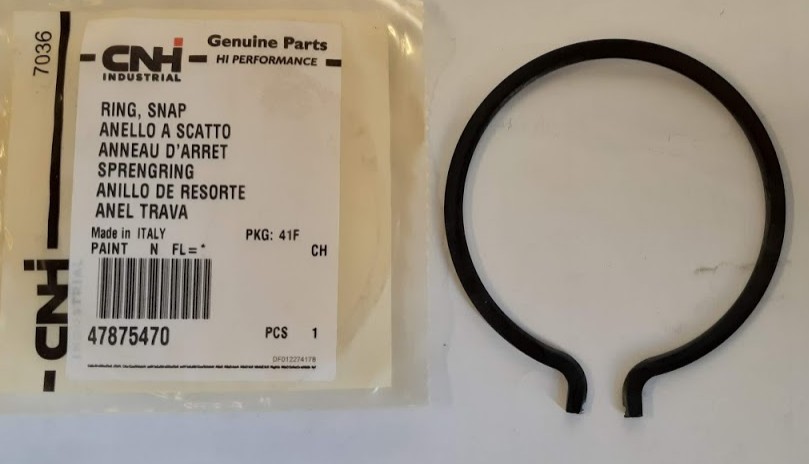 7036
CNH
INDUSTRIAL
Genuine Parts
HI PERFORMANCE
RING, SNAP
ANELLO A SCATTO
ANNEAU D'ARRET
SPRENGRING
ANILLO DE RESORTE
ANEL TRAVA
Made in ITALY PKG: 41F
PAINT N FL=* CH
47875470 PCS 1
DF012274178
CNH